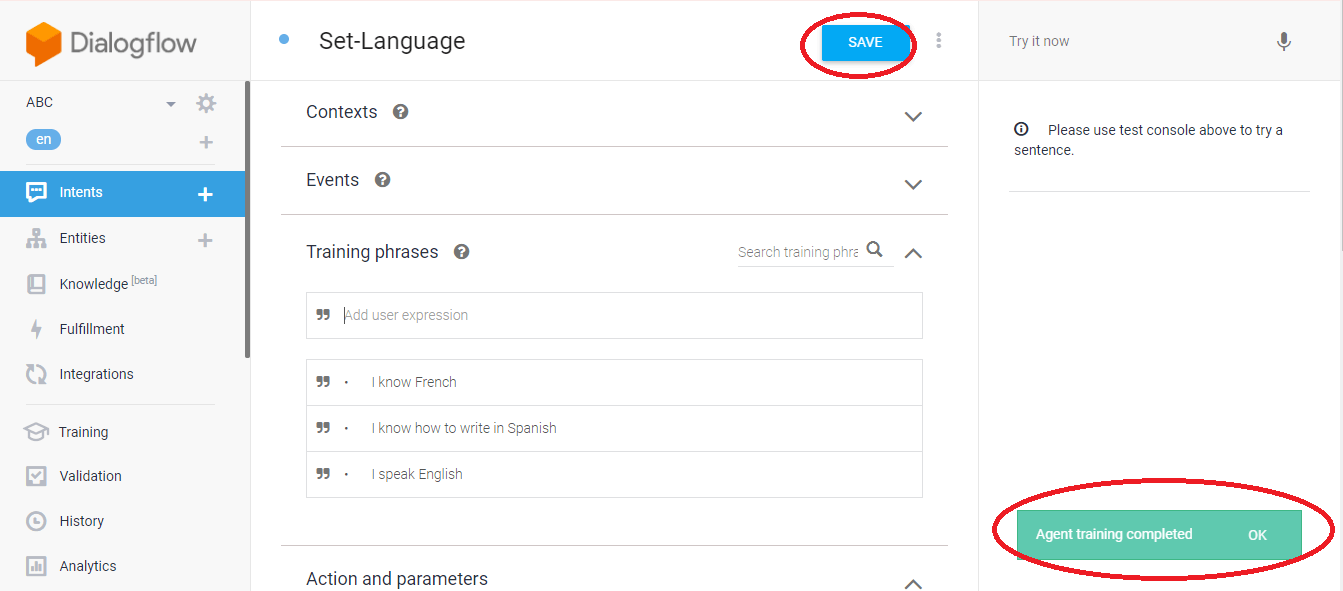 Dialogflow
ABC
en
Intents
Entities
Knowledge [beta]
Fulfillment
Integrations
Training
Validation
History
Analytics
Set-Language
SAVE
Contexts
Events
Training phrases
Search training phra
Add user expression
I know French
I know how to write in Spanish
I speak English
Action and parameters
Try it now
Please use test console above to try a
sentence.
Agent training completed OK